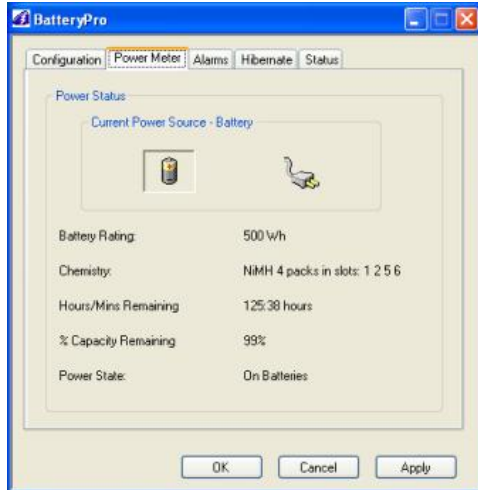 BatteryPro
Configuration Power Meter Alarms Hibernate Status
Power Status
Current Power Source - Battery
Battery Rating: 500 Wh
Chemistry: NiMH 4 packs in slots: 1 2 5 6
Hours/Mins Remaining 125:38 hours
% Capacity Remaining 99%
Power State: On Batteries
OK Cancel Apply